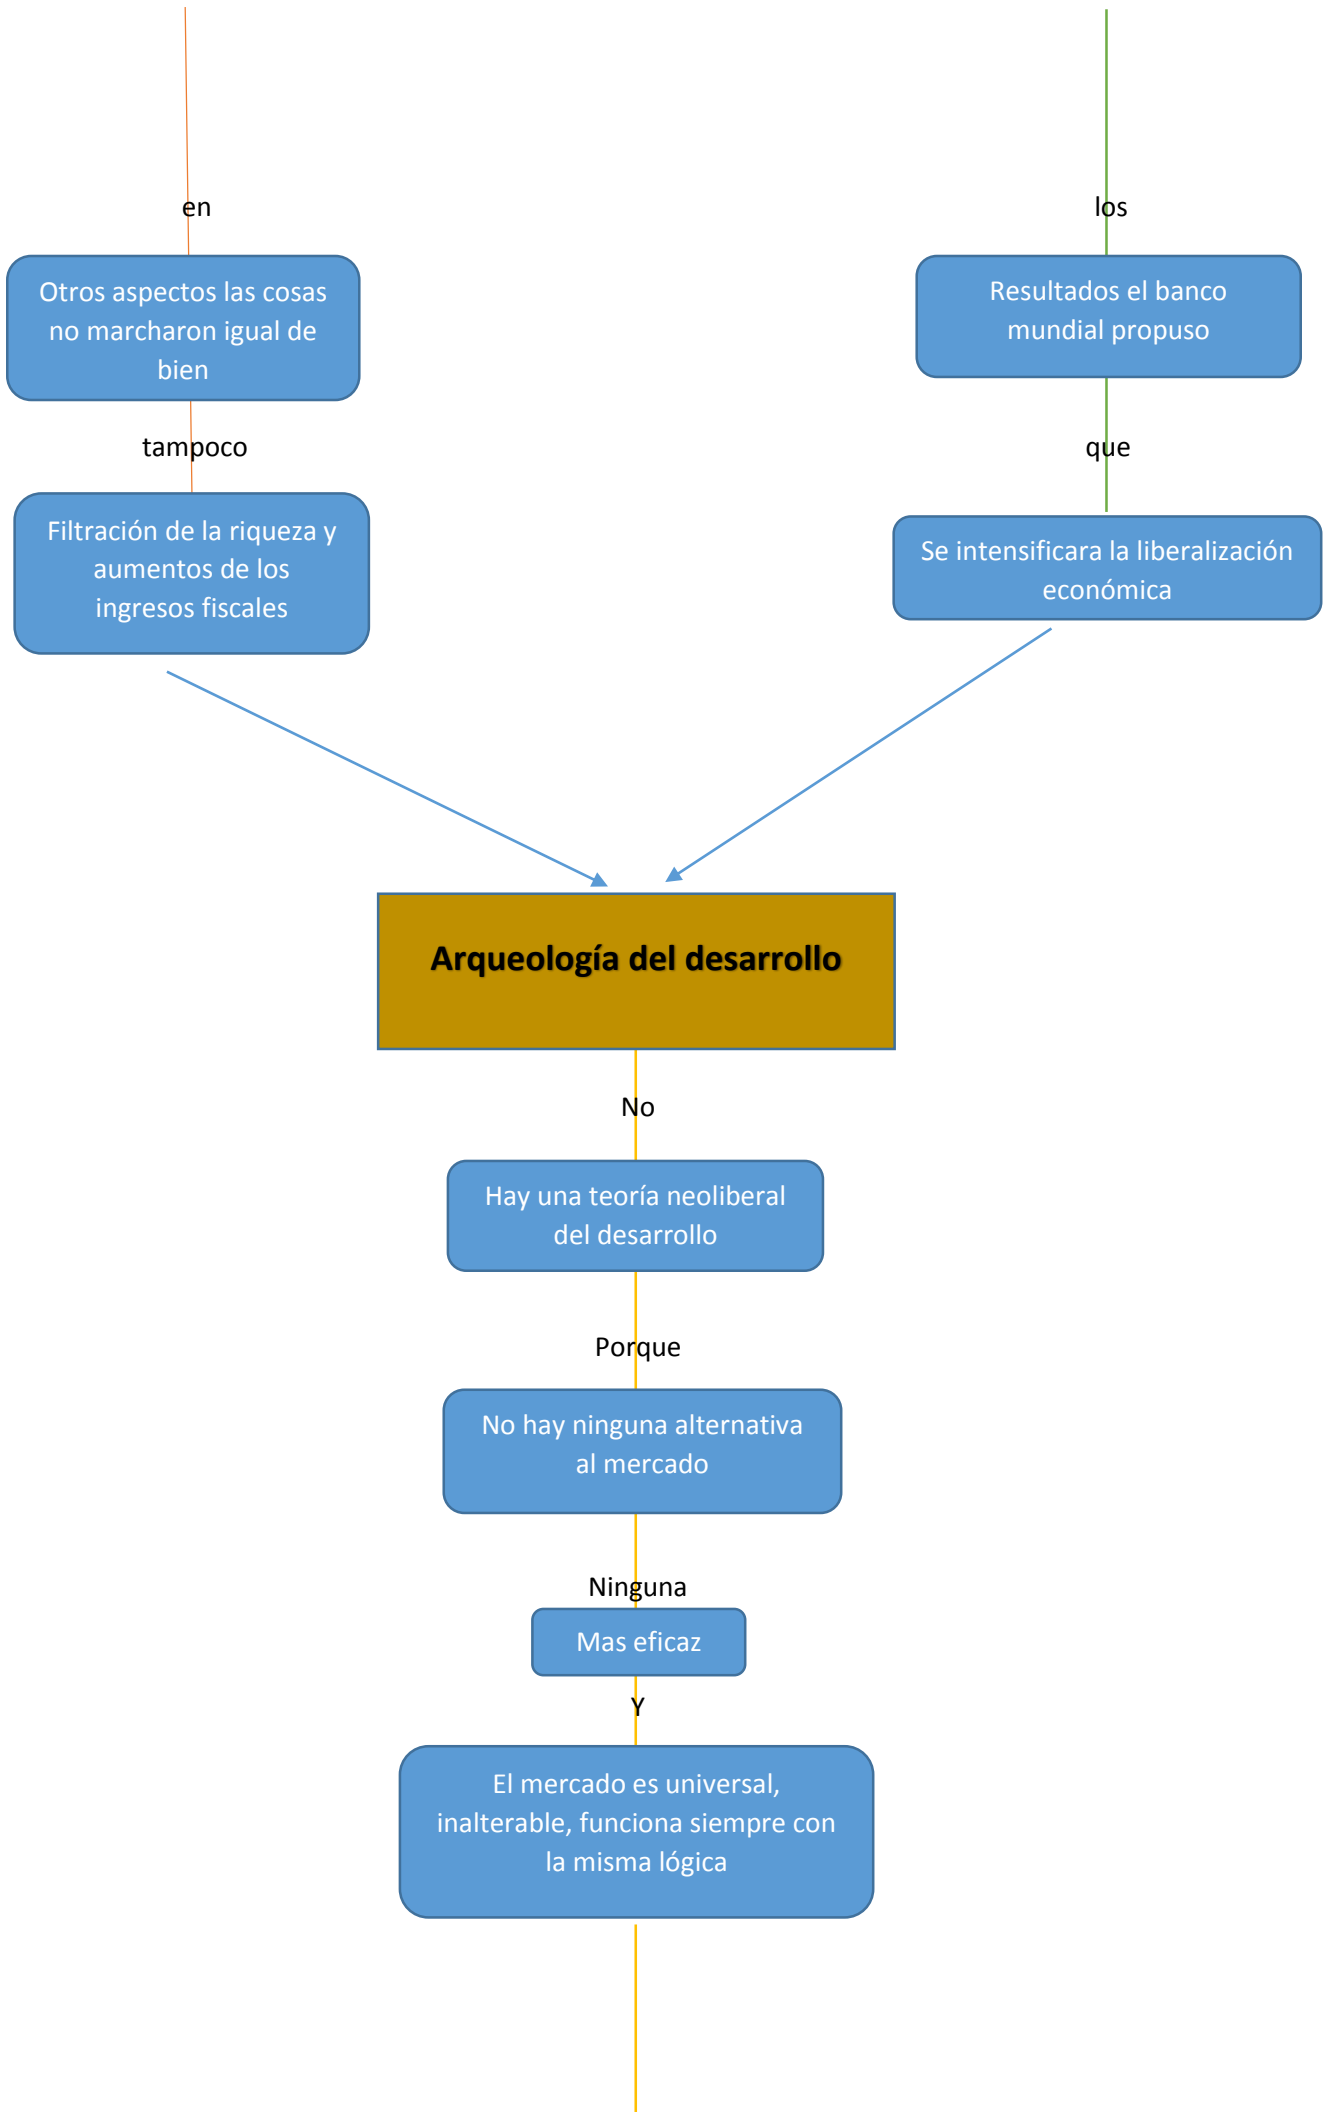 en
Otros aspectos las cosas
no marcharon igual de
bien
tampoco
Filtración de la riqueza y
aumentos de los
ingresos fiscales
los
Resultados el banco
mundial propuso
que
Se intensificara la liberalización
económica
Arqueología del desarrollo
No
Hay una teoría neoliberal
del desarrollo
Porque
No hay ninguna alternativa
al mercado
Ninguna
Mas eficaz
Y
El mercado es universal,
inalterable, funciona siempre con
la misma lógica